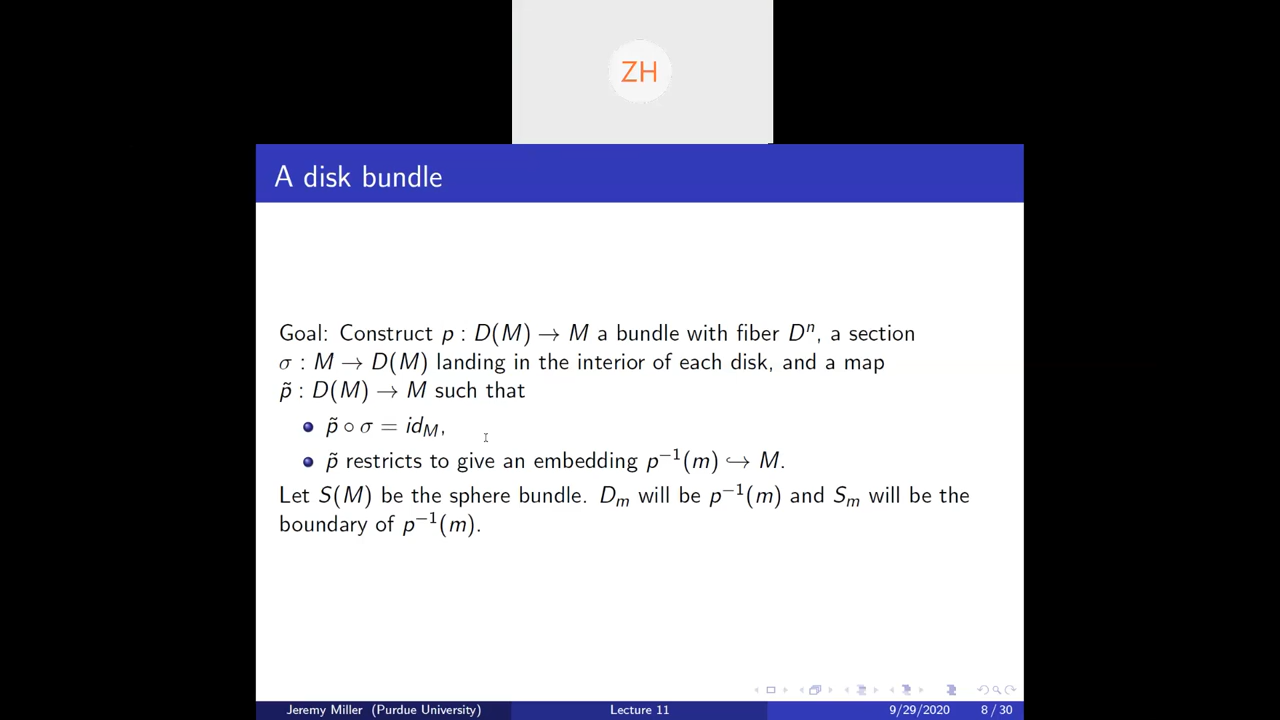 ZH
A disk bundle
Goal: Construct p : D(M) → M a bundle with fiber Dⁿ, a section
σ : M → D(M) landing in the interior of each disk, and a map
p̃ : D(M) → M such that
p̃ ∘ σ = id_M,
p̃ restricts to give an embedding p⁻¹(m) ↪ M.
Let S(M) be the sphere bundle. D_m will be p⁻¹(m) and S_m will be the
boundary of p⁻¹(m).
Jeremy Miller (Purdue University) Lecture 11 9/29/2020 8 / 30